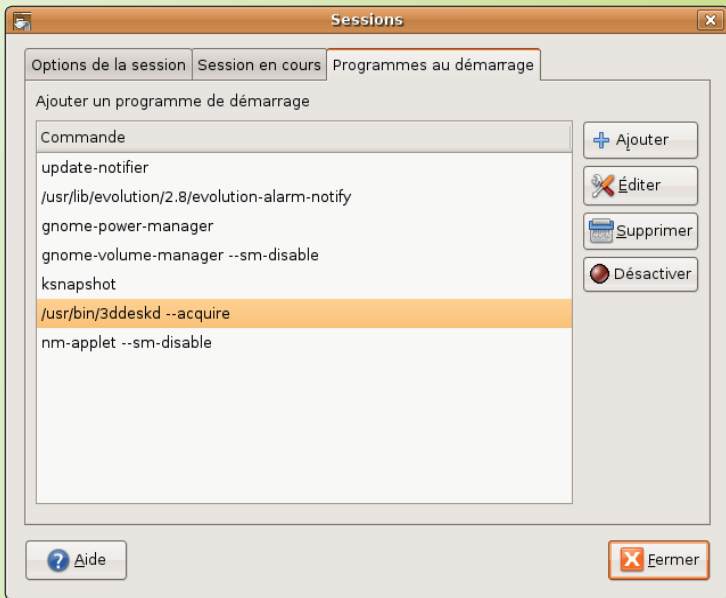 Sessions
Options de la session
Session en cours
Programmes au démarrage
Ajouter un programme de démarrage
Commande
update-notifier
/usr/lib/evolution/2.8/evolution-alarm-notify
gnome-power-manager
gnome-volume-manager --sm-disable
ksnapshot
/usr/bin/3ddeskd --acquire
nm-applet --sm-disable
Ajouter
Éditer
Supprimer
Désactiver
Aide
Fermer